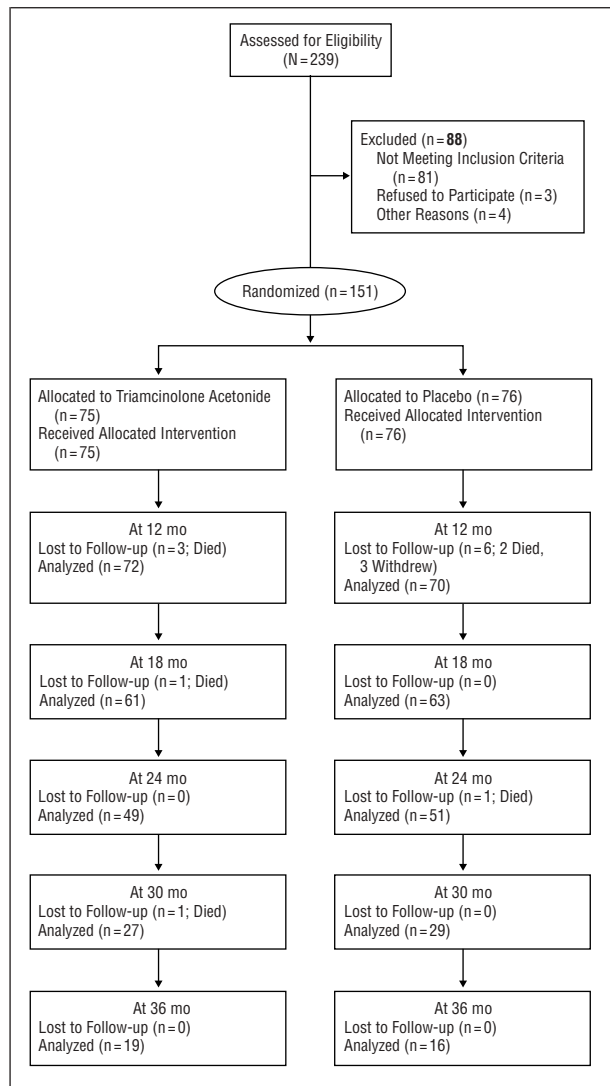 Assessed for Eligibility
(N=239)
Excluded (n=88)
Not Meeting Inclusion Criteria
(n=81)
Refused to Participate (n=3)
Other Reasons (n=4)
Randomized (n=151)
Allocated to Triamcinolone Acetonide
(n=75)
Received Allocated Intervention
(n=75)
Allocated to Placebo (n=76)
Received Allocated Intervention
(n=76)
At 12 mo
Lost to Follow-up (n=3; Died)
Analyzed (n=72)
At 12 mo
Lost to Follow-up (n=6; 2 Died,
3 Withdrew)
Analyzed (n=70)
At 18 mo
Lost to Follow-up (n=1; Died)
Analyzed (n=61)
At 18 mo
Lost to Follow-up (n=0)
Analyzed (n=63)
At 24 mo
Lost to Follow-up (n=0)
Analyzed (n=49)
At 24 mo
Lost to Follow-up (n=1; Died)
Analyzed (n=51)
At 30 mo
Lost to Follow-up (n=1; Died)
Analyzed (n=27)
At 30 mo
Lost to Follow-up (n=0)
Analyzed (n=29)
At 36 mo
Lost to Follow-up (n=0)
Analyzed (n=19)
At 36 mo
Lost to Follow-up (n=0)
Analyzed (n=16)